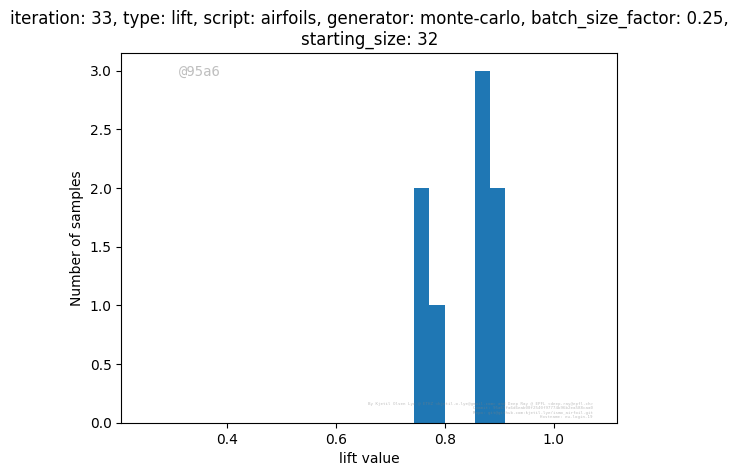 iteration: 33, type: lift, script: airfoils, generator: monte-carlo, batch_size_factor: 0.25,
starting_size: 32
@95a6
3.0
2.5
2.0
1.5
1.0
0.5
0.0
Number of samples
0.4 0.6 0.8 1.0
lift value